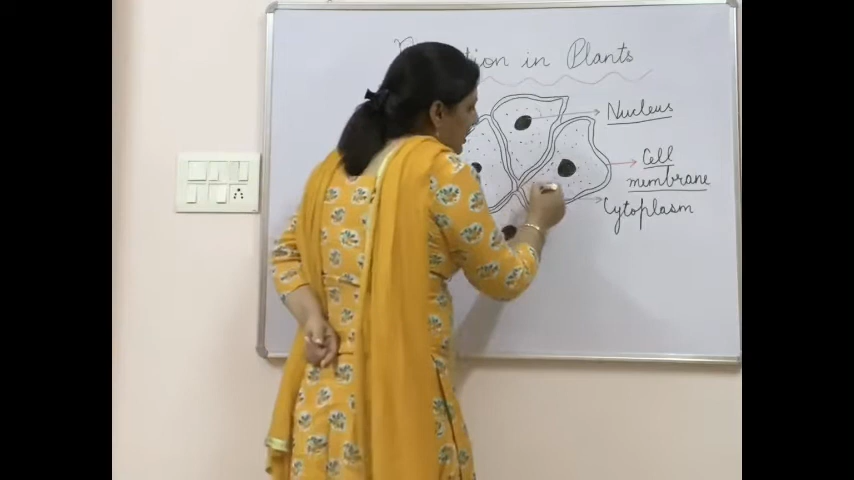 tion in Plants
Nucleus
Cell
membrane
Cytoplasm